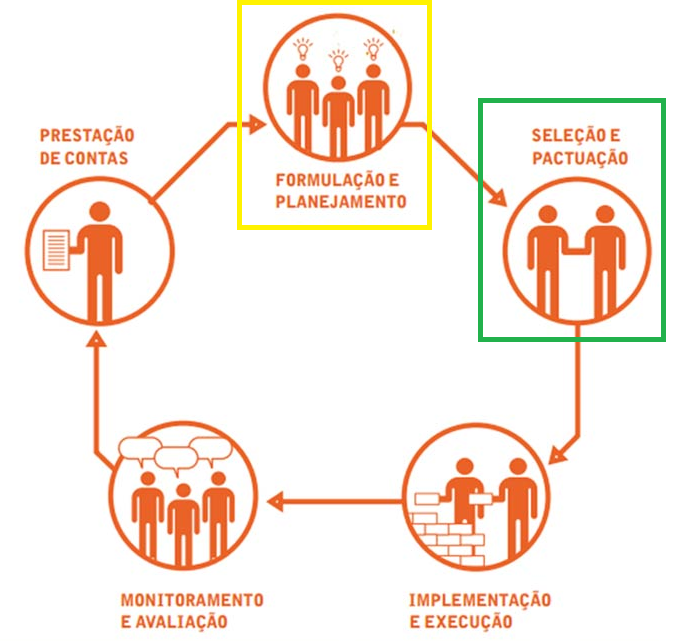 FORMULAÇÃO E
PLANEJAMENTO
SELEÇÃO E
PACTUAÇÃO
IMPLEMENTAÇÃO
E EXECUÇÃO
MONITORAMENTO
E AVALIAÇÃO
PRESTAÇÃO
DE CONTAS